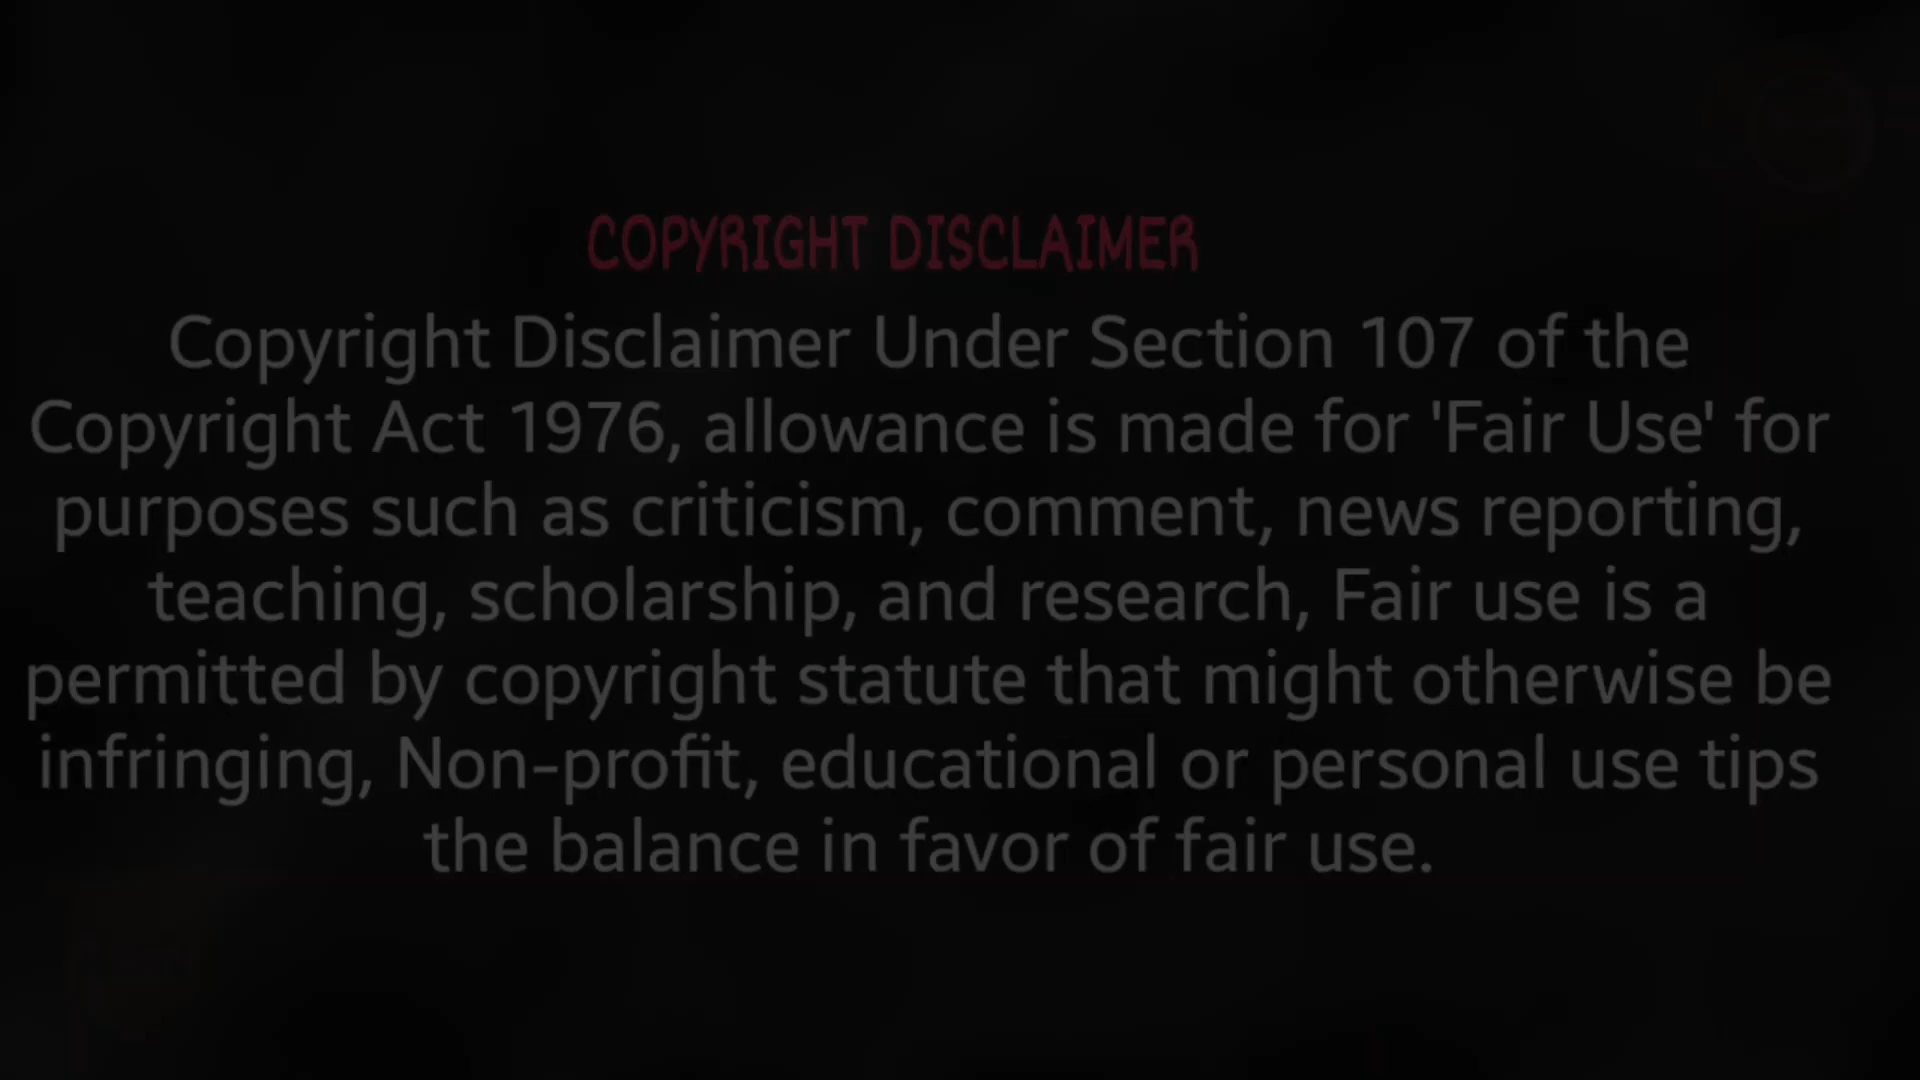 COPYRIGHT DISCLAIMER
Copyright Disclaimer Under Section 107 of the
Copyright Act 1976, allowance is made for 'Fair Use' for
purposes such as criticism, comment, news reporting,
teaching, scholarship, and research, Fair use is a
permitted by copyright statute that might otherwise be
infringing, Non-profit, educational or personal use tips
the balance in favor of fair use.